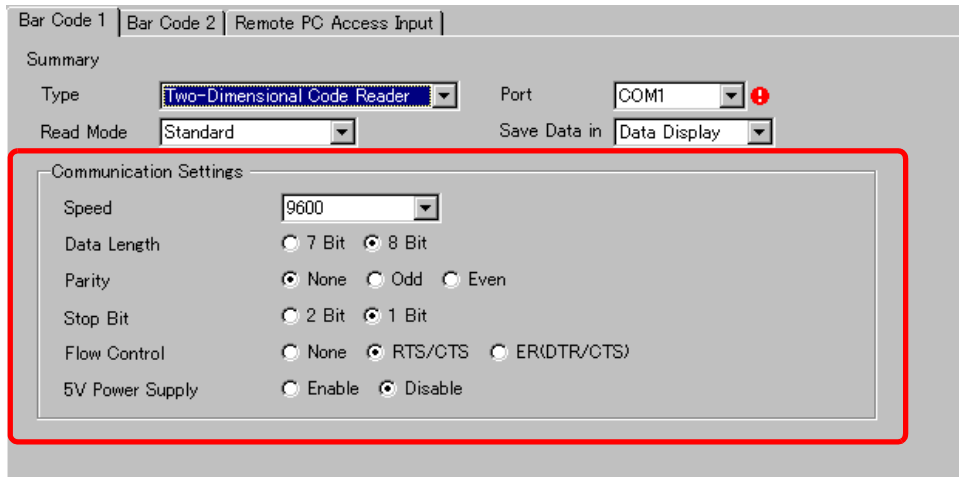 Bar Code 1 Bar Code 2 Remote PC Access Input
Summary
Type Two-Dimensional Code Reader Port COM1
Read Mode Standard Save Data in Data Display
Communication Settings
Speed 9600
Data Length 7 Bit 8 Bit
Parity None Odd Even
Stop Bit 2 Bit 1 Bit
Flow Control None RTS/CTS ER(DTR/CTS)
5V Power Supply Enable Disable